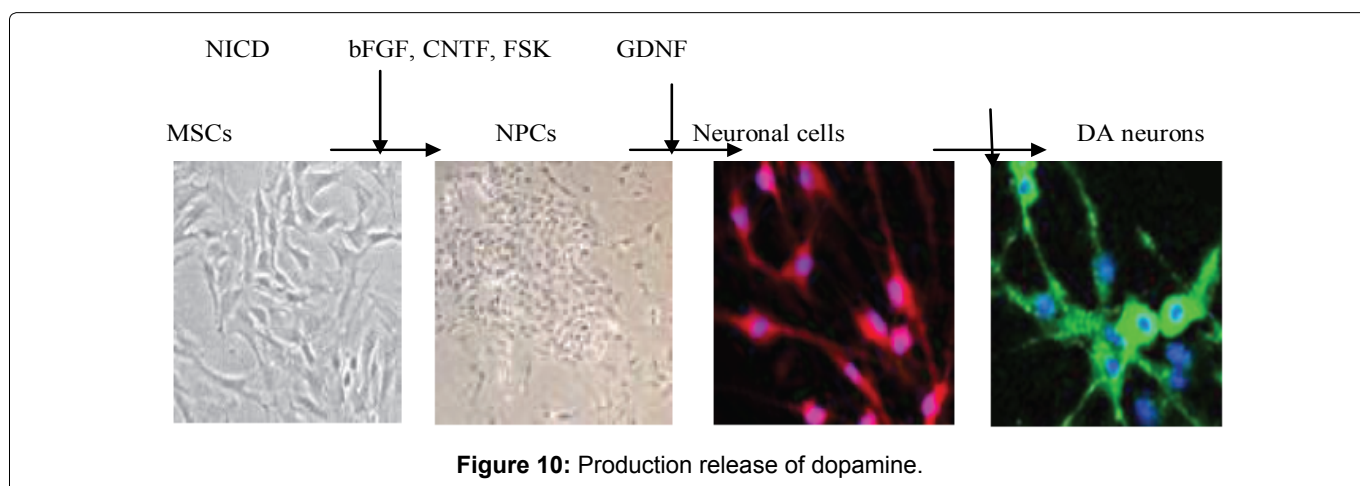 NICD bFGF, CNTF, FSK GDNF
MSCs NPCs Neuronal cells DA neurons
Figure 10: Production release of dopamine.